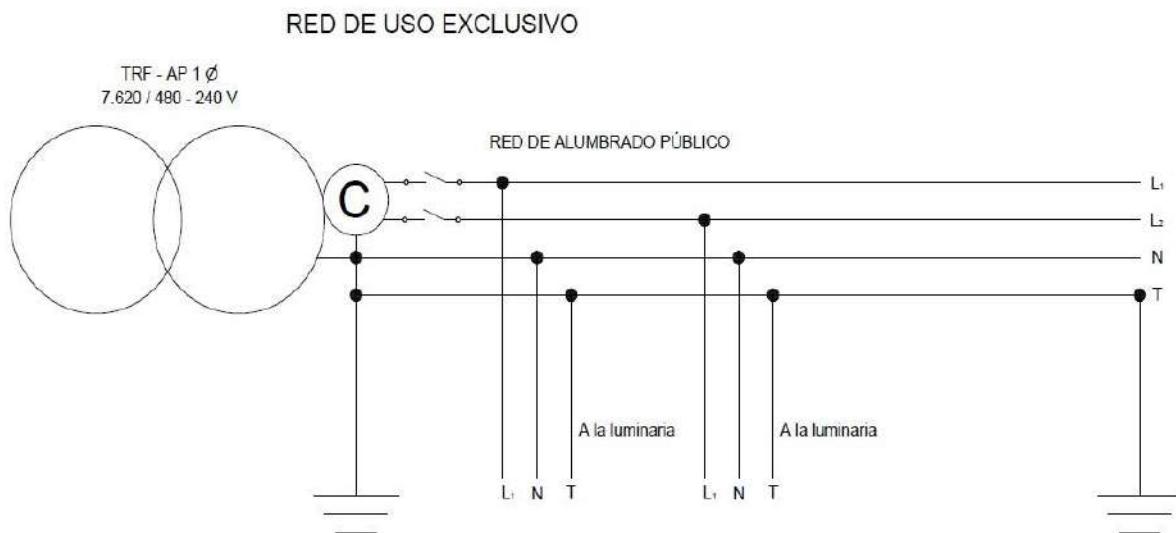 RED DE USO EXCLUSIVO
TRF - AP 1 Ø
7.620 / 480 - 240 V
RED DE ALUMBRADO PÚBLICO
C
L₁
L₂
N
T
A la luminaria
A la luminaria
L₁ N T
L₁ N T